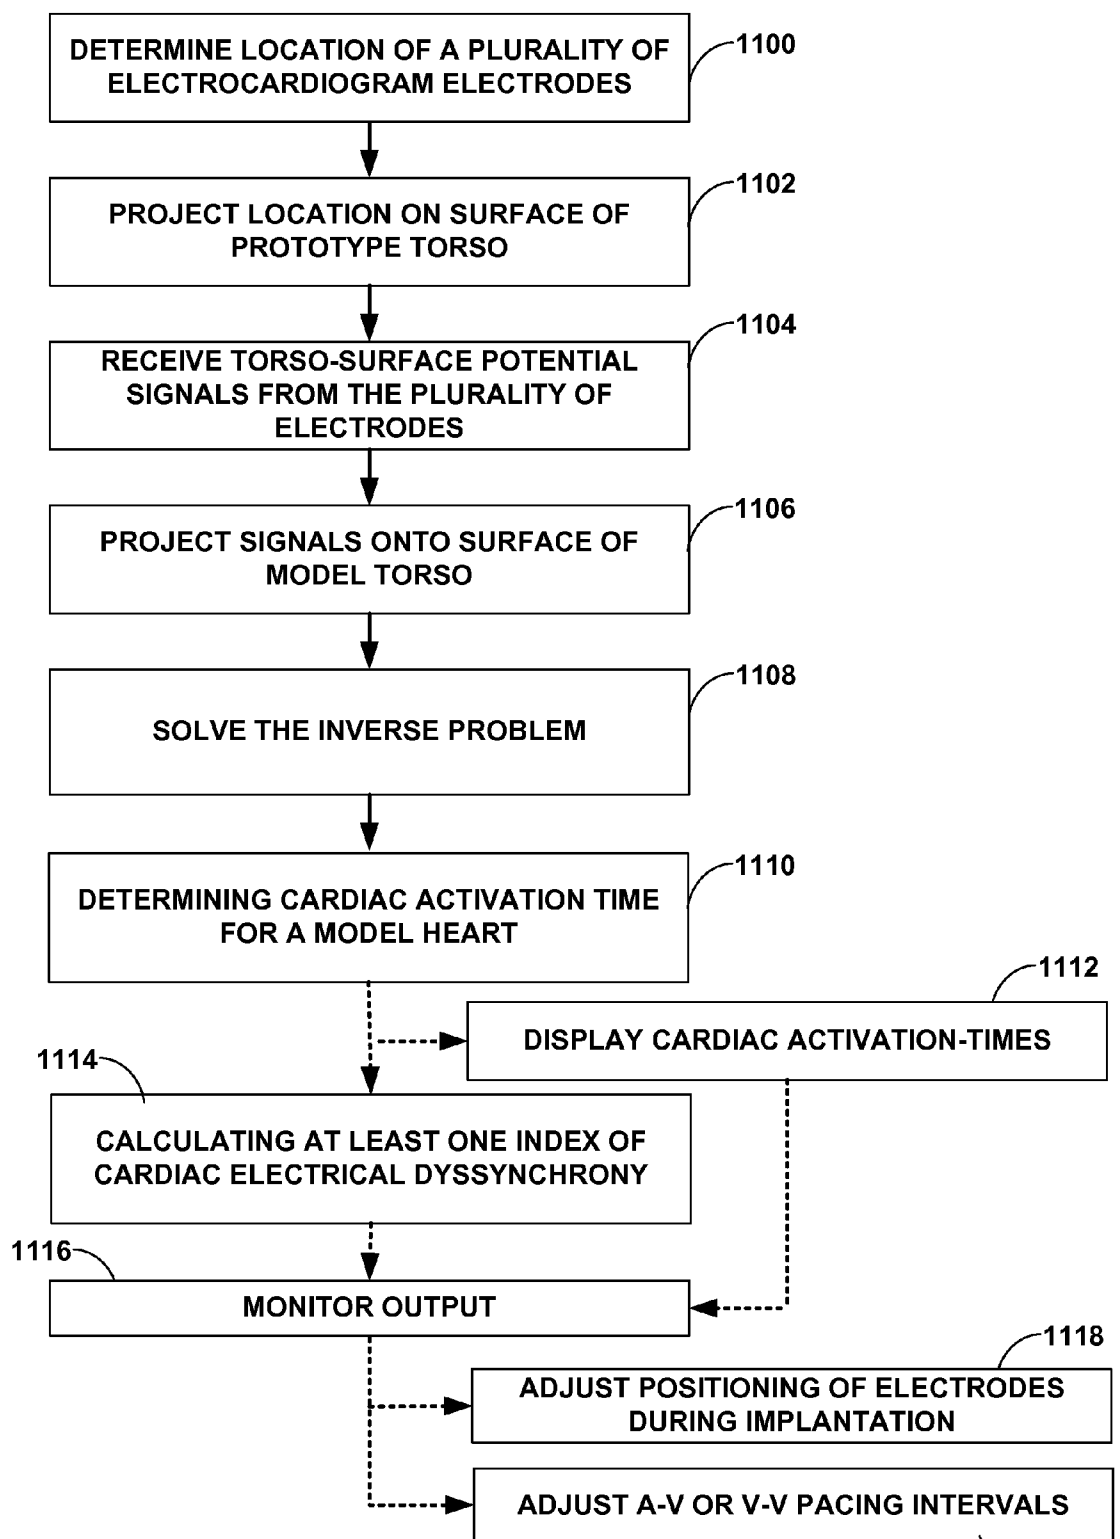 DETERMINE LOCATION OF A PLURALITY OF
ELECTROCARDIOGRAM ELECTRODES
1100
PROJECT LOCATION ON SURFACE OF
PROTOTYPE TORSO
1102
RECEIVE TORSO-SURFACE POTENTIAL
SIGNALS FROM THE PLURALITY OF
ELECTRODES
1104
PROJECT SIGNALS ONTO SURFACE OF
MODEL TORSO
1106
SOLVE THE INVERSE PROBLEM
1108
DETERMINING CARDIAC ACTIVATION TIME
FOR A MODEL HEART
1110
1112
DISPLAY CARDIAC ACTIVATION-TIMES
1114
CALCULATING AT LEAST ONE INDEX OF
CARDIAC ELECTRICAL DYSSYNCHRONY
1116
MONITOR OUTPUT
1118
ADJUST POSITIONING OF ELECTRODES
DURING IMPLANTATION
ADJUST A-V OR V-V PACING INTERVALS